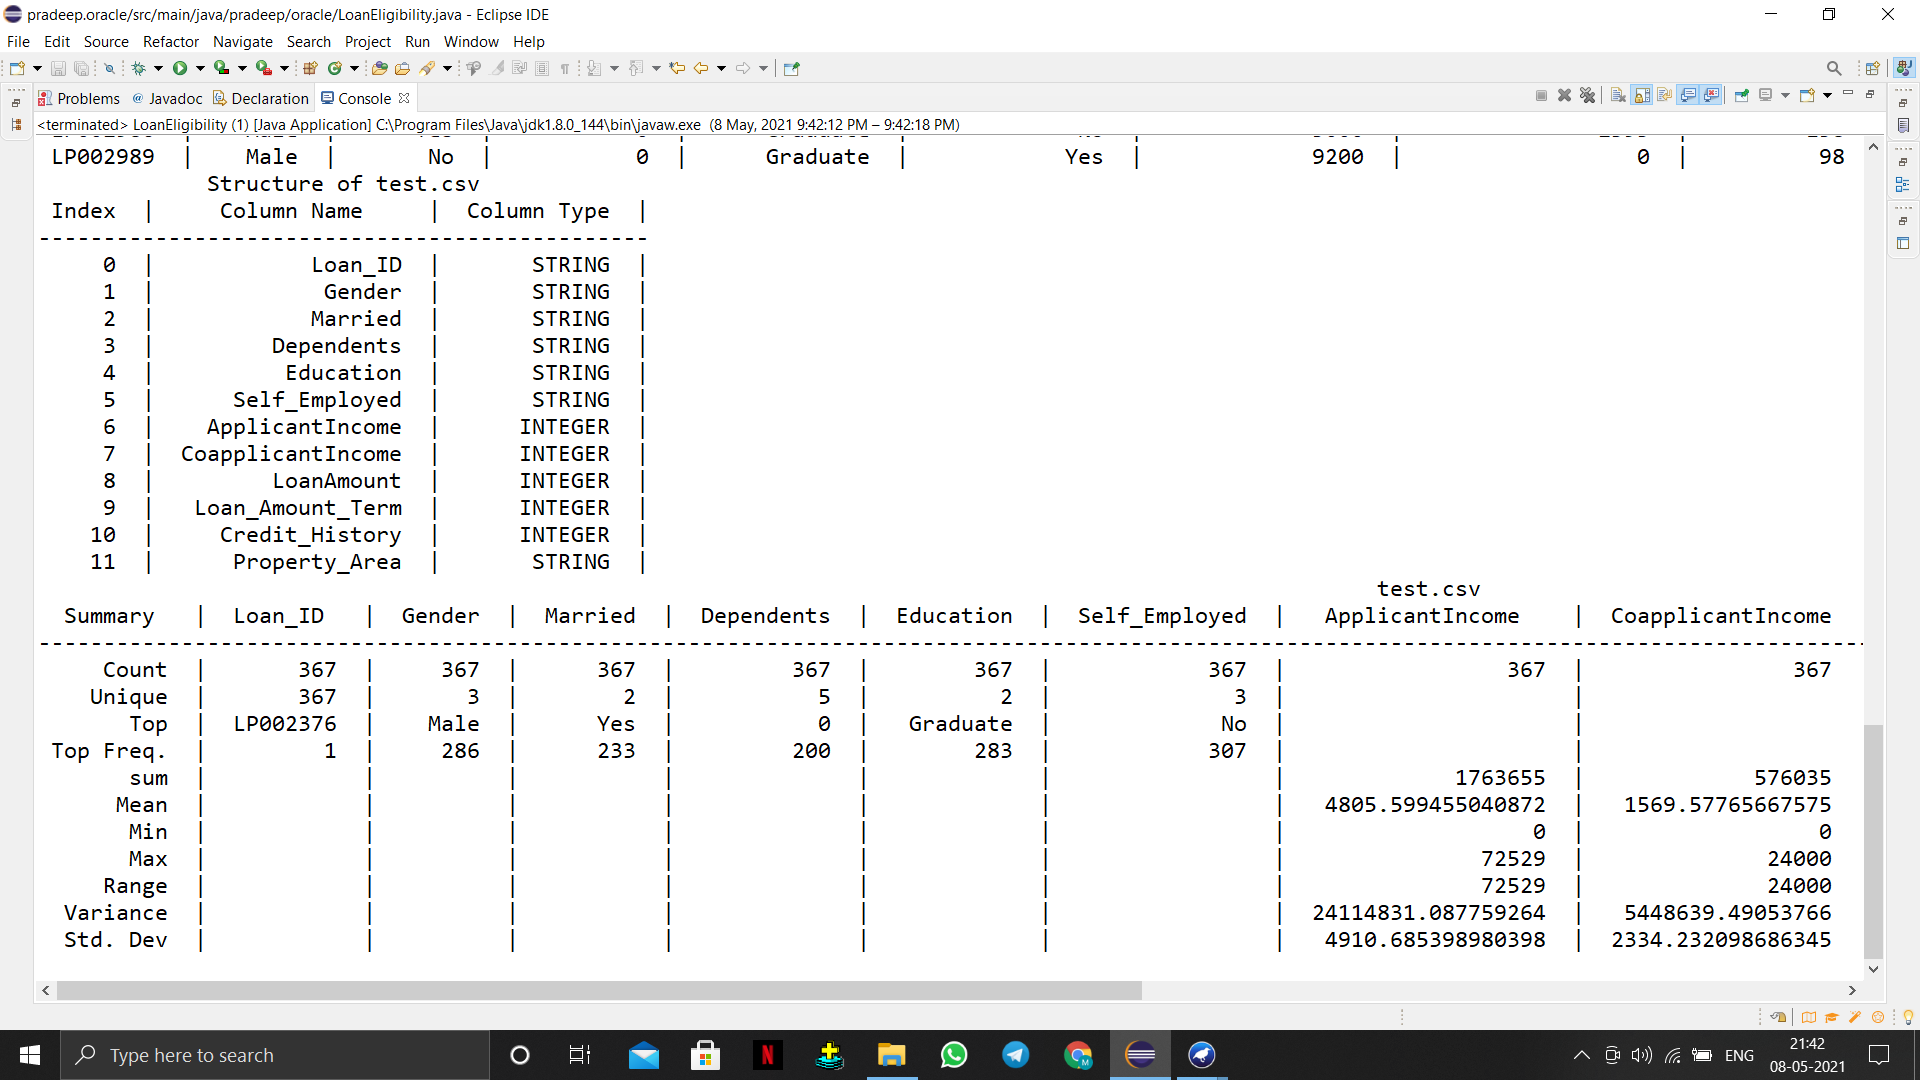 pradeep.oracle/src/main/java/pradeep/oracle/LoanEligibility.java - Eclipse IDE
File Edit Source Refactor Navigate Search Project Run Window Help
Problems @ Javadoc Declaration Console
<terminated> LoanEligibility (1) [Java Application] C:\Program Files\Java\jdk1.8.0_144\bin\javaw.exe (8 May, 2021 9:42:12 PM – 9:42:18 PM)
LP002989 | Male | No | 0 | Graduate | Yes | 9200 | 0 | 98
Structure of test.csv
Index | Column Name | Column Type |
-----------------------------------------------
0 | Loan_ID | STRING |
1 | Gender | STRING |
2 | Married | STRING |
3 | Dependents | STRING |
4 | Education | STRING |
5 | Self_Employed | STRING |
6 | ApplicantIncome | INTEGER |
7 | CoapplicantIncome | INTEGER |
8 | LoanAmount | INTEGER |
9 | Loan_Amount_Term | INTEGER |
10 | Credit_History | INTEGER |
11 | Property_Area | STRING |
test.csv
Summary | Loan_ID | Gender | Married | Dependents | Education | Self_Employed | ApplicantIncome | CoapplicantIncome
---------------------------------------------------------------------------------------------------------------------------------------------
Count | 367 | 367 | 367 | 367 | 367 | 367 | 367 | 367
Unique | 367 | 3 | 2 | 5 | 2 | 3 | |
Top | LP002376 | Male | Yes | 0 | Graduate | No | |
Top Freq. | 1 | 286 | 233 | 200 | 283 | 307 | |
sum | | | | | | | 1763655 | 576035
Mean | | | | | | | 4805.599455040872 | 1569.57765667575
Min | | | | | | | 0 | 0
Max | | | | | | | 72529 | 24000
Range | | | | | | | 72529 | 24000
Variance | | | | | | | 24114831.087759264 | 5448639.49053766
Std. Dev | | | | | | | 4910.685398980398 | 2334.232098686345
Type here to search
ENG
21:42
08-05-2021